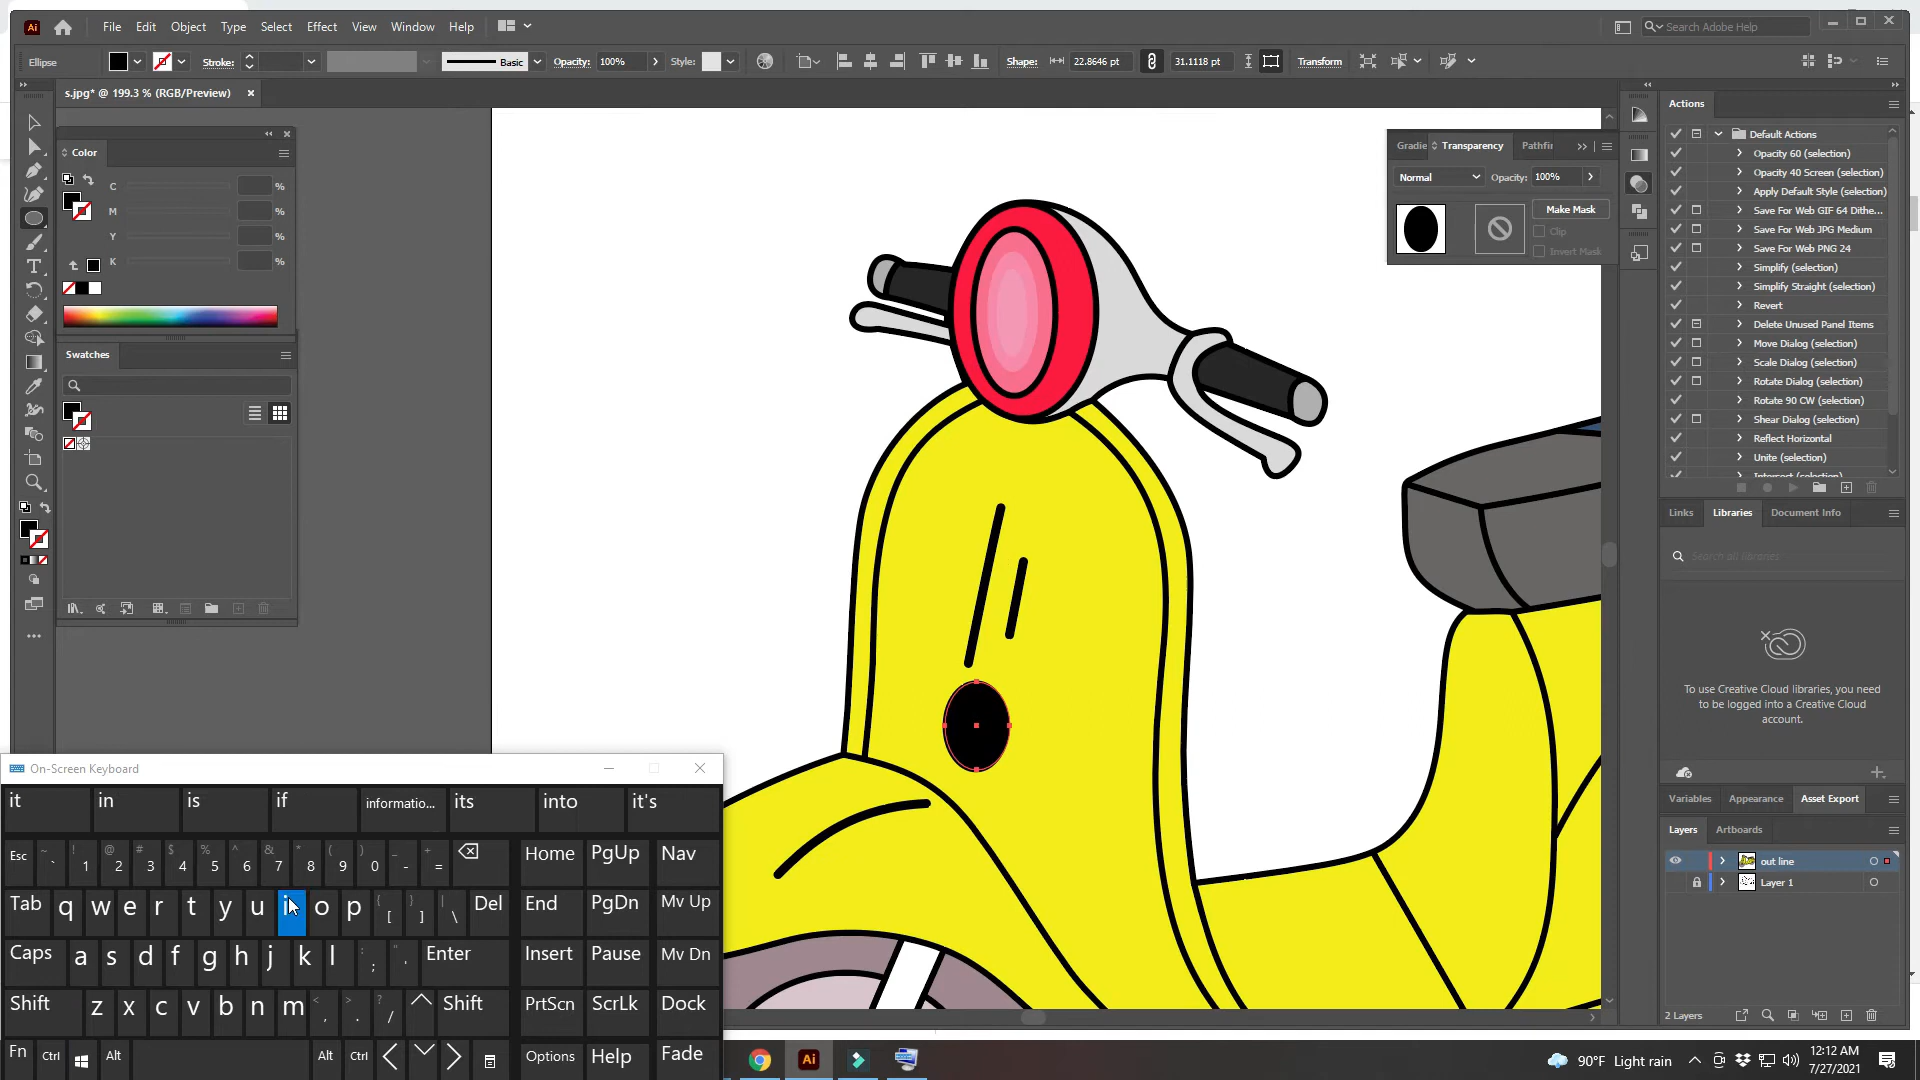 Ai File Edit Object Type Select Effect View Window Help
Search Adobe Help
Ellipse Stroke: Basic Opacity: 100% Style: Shape: 22.8646 pt 31.1118 pt Transform
s.jpg* @ 199.3 % (RGB/Preview)
Color
C %
M %
Y %
K %
Swatches
Gradie Transparency Pathfin
Normal Opacity: 100%
Make Mask
Clip
Invert Mask
Actions
Default Actions
Opacity 60 (selection)
Opacity 40 Screen (selection)
Apply Default Style (selection)
Save For Web GIF 64 Dithe...
Save For Web JPG Medium
Save For Web PNG 24
Simplify (selection)
Simplify Straight (selection)
Revert
Delete Unused Panel Items
Move Dialog (selection)
Scale Dialog (selection)
Rotate Dialog (selection)
Rotate 90 CW (selection)
Shear Dialog (selection)
Reflect Horizontal
Unite (selection)
Intersect (selection)
Links Libraries Document Info
Search all libraries
To use Creative Cloud libraries, you need
to be logged into a Creative Cloud
account.
Variables Appearance Asset Export
Layers Artboards
out line
Layer 1
2 Layers
On-Screen Keyboard
it in is if informatio... its into it's
Esc ~ ` ! 1 @ 2 # 3 $ 4 % 5 ^ 6 & 7 * 8 ( 9 ) 0 _ - + = Home PgUp Nav
Tab q w e r t y u i o p { [ } ] | \ Del End PgDn Mv Up
Caps a s d f g h j k l : ; " ' Enter Insert Pause Mv Dn
Shift z x c v b n m < , > . ? / Shift PrtScn ScrLk Dock
Fn Ctrl Alt Alt Ctrl Options Help Fade
Ai
90°F Light rain
12:12 AM
7/27/2021